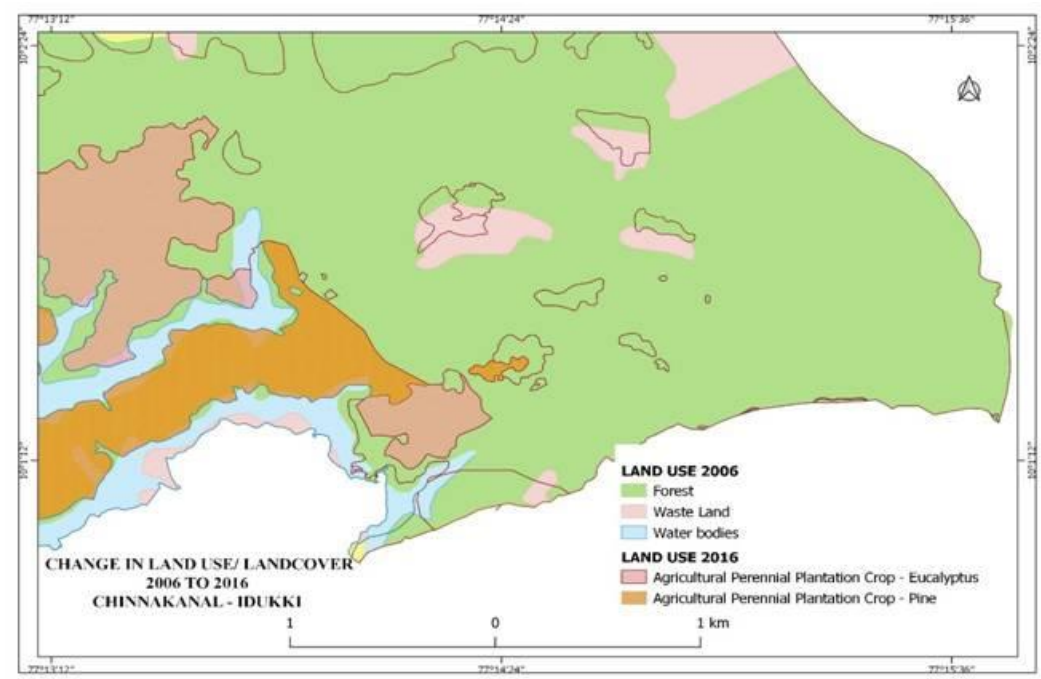 77°13'12" 77°14'24" 77°15'36"
10°2'24" 10°2'24"
10°1'12" 10°1'12"
LAND USE 2006
Forest
Waste Land
Water bodies
LAND USE 2016
Agricultural Perennial Plantation Crop - Eucalyptus
Agricultural Perennial Plantation Crop - Pine
CHANGE IN LAND USE/ LANDCOVER
2006 TO 2016
CHINNAKANAL - IDUKKI
1 0 1 km
77°13'12" 77°14'24" 77°15'36"